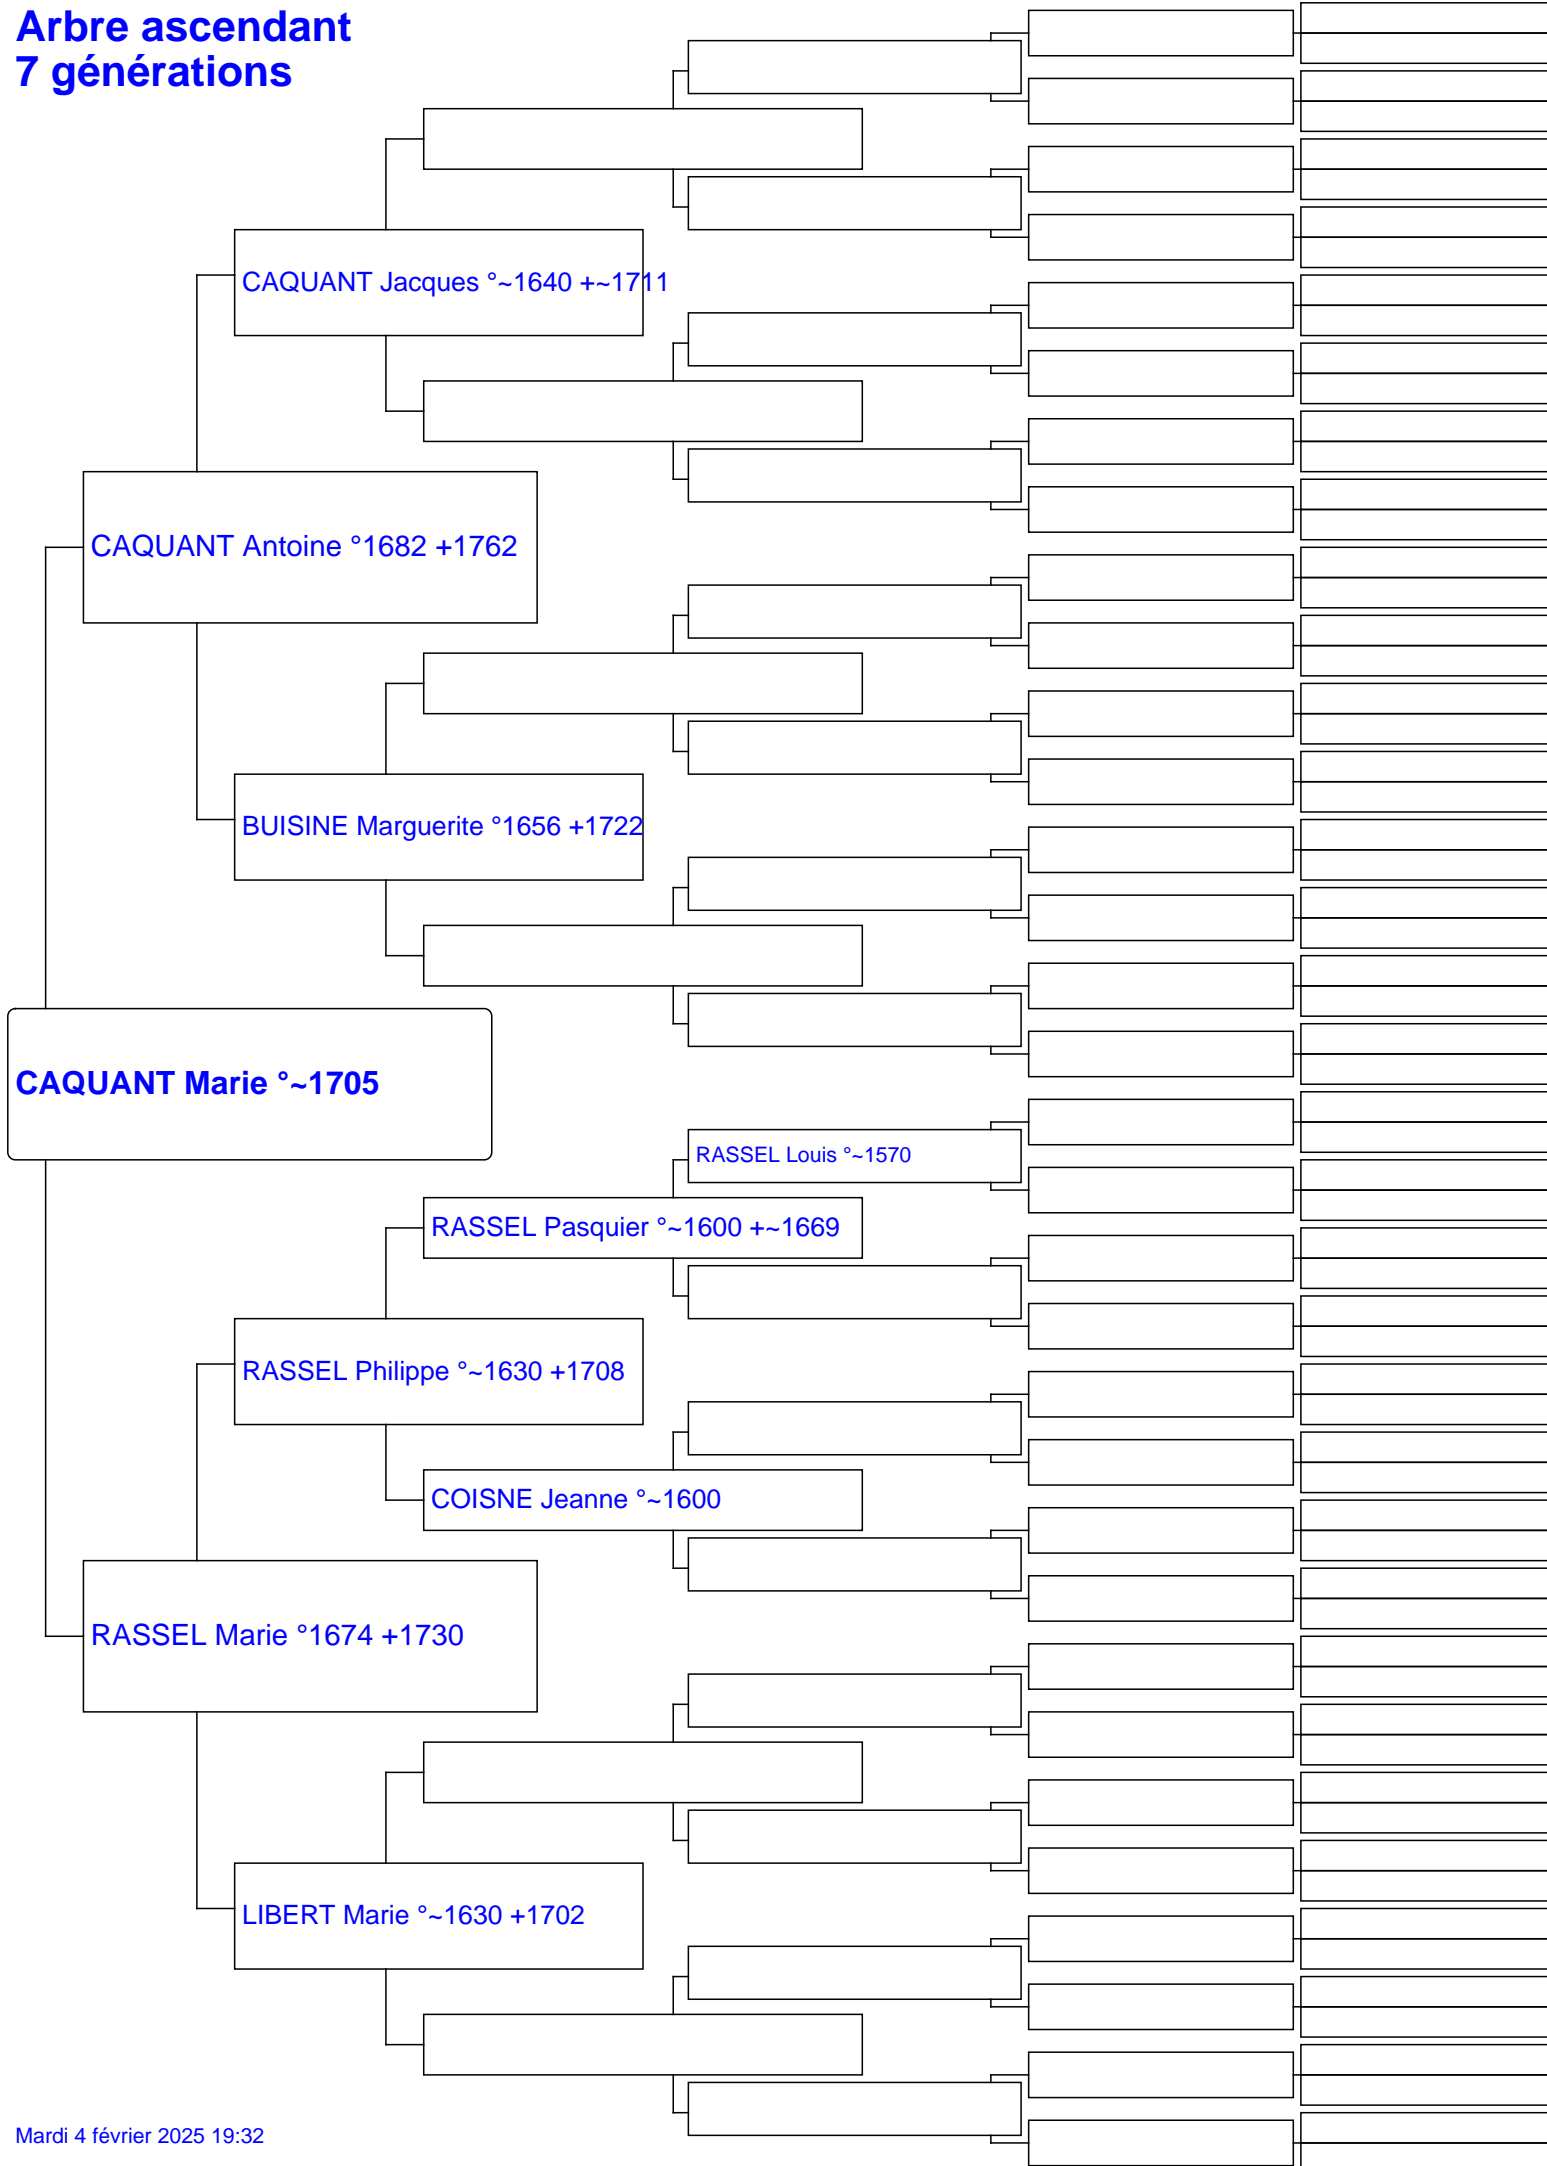 Arbre ascendant
7 générations
CAQUANT Jacques °~1640 +~1711
CAQUANT Antoine °1682 +1762
BUISINE Marguerite °1656 +1722
CAQUANT Marie °~1705
RASSEL Louis °~1570
RASSEL Pasquier °~1600 +~1669
RASSEL Philippe °~1630 +1708
COISNE Jeanne °~1600
RASSEL Marie °1674 +1730
LIBERT Marie °~1630 +1702
Mardi 4 février 2025 19:32